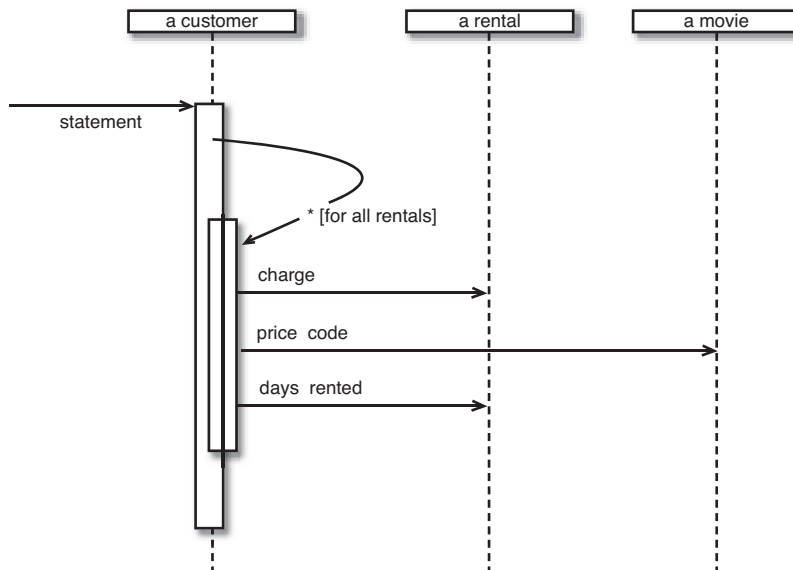 a customer
a rental
a movie
statement
* [for all rentals]
charge
price code
days rented